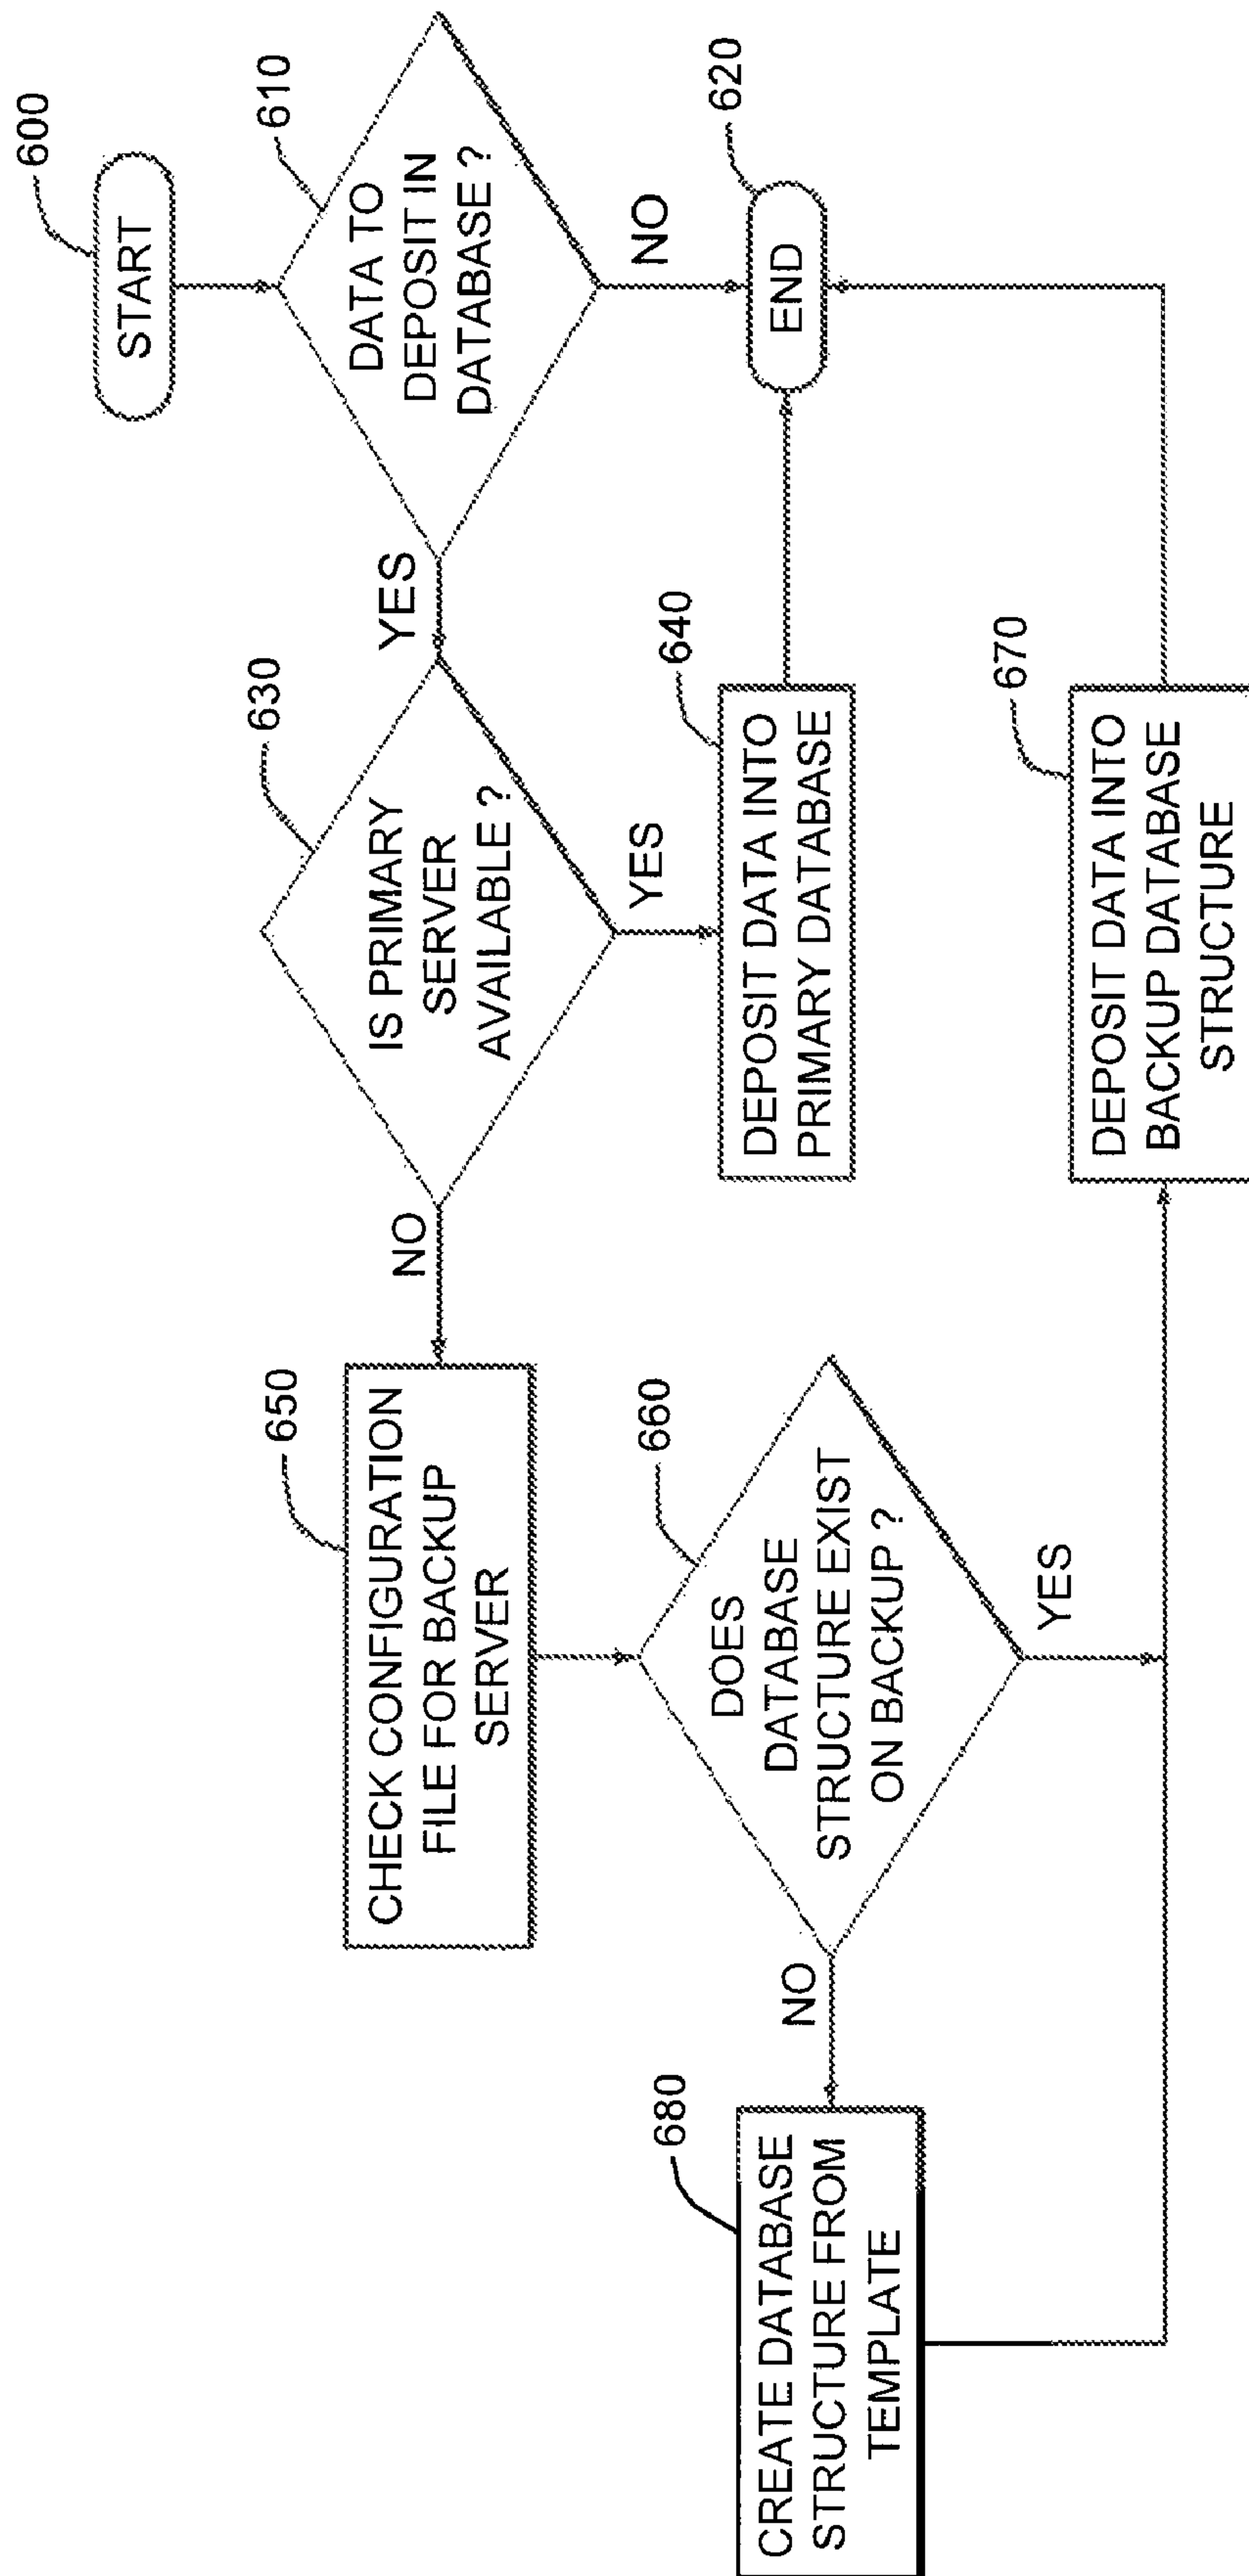 600
START
610
DATA TO
DEPOSIT IN
DATABASE ?
YES
NO
620
END
630
IS PRIMARY
SERVER
AVAILABLE ?
YES
NO
640
DEPOSIT DATA INTO
PRIMARY DATABASE
650
CHECK CONFIGURATION
FILE FOR BACKUP
SERVER
660
DOES
DATABASE
STRUCTURE EXIST
ON BACKUP ?
YES
NO
670
DEPOSIT DATA INTO
BACKUP DATABASE
STRUCTURE
680
CREATE DATABASE
STRUCTURE FROM
TEMPLATE